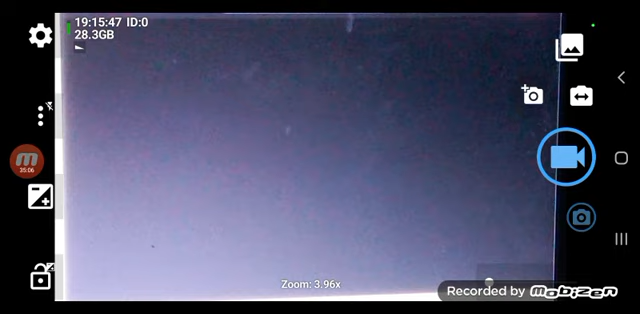 19:15:47 ID:0
28.3GB
35:06
Zoom: 3.96x
Recorded by mobizen